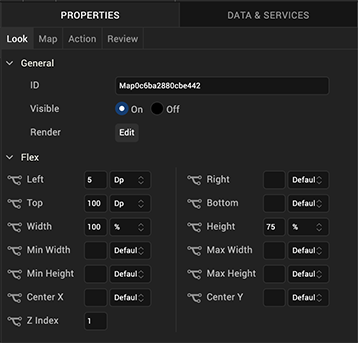 PROPERTIES DATA & SERVICES
Look Map Action Review
General
ID Map0c6ba2880cbe442
Visible On Off
Render Edit
Flex
Left 5 Dp Right Defaul
Top 100 Dp Bottom Defaul
Width 100 % Height 75 %
Min Width Defaul Max Width Defaul
Min Height Defaul Max Height Defaul
Center X Defaul Center Y Defaul
Z Index 1